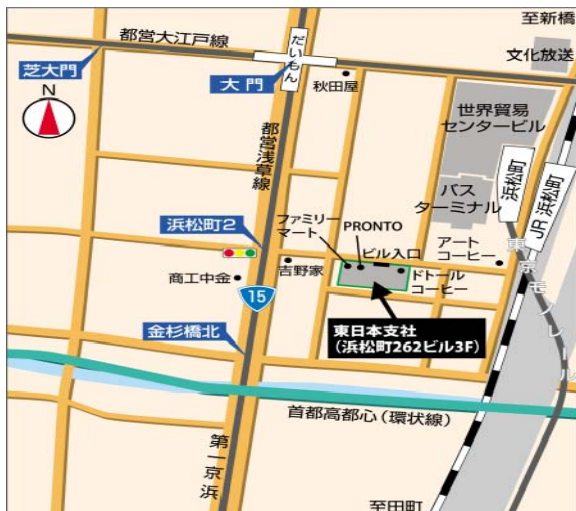 至新橋
都営大江戸線
だいもん
文化放送
芝大門
大門
秋田屋
N
世界貿易
センタービル
都営浅草線
浜松町
JR 浜松町
バス
ターミナル
浜松町2
ファミリー
マート
PRONTO
ビル入口
アート
コーヒー
吉野家
ドトール
コーヒー
商工中金
15
東京モノレール
金杉橋北
東日本支社
(浜松町262ビル3F)
首都高都心(環状線)
第一京浜
至田町